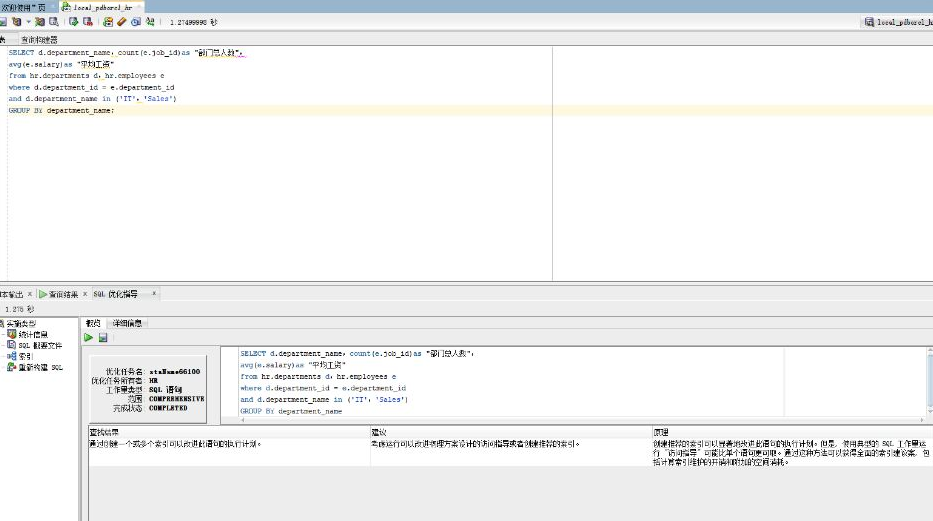 欢迎使用"页
local_pdborcl_hr
1.27499998 秒
local_pdborcl_h
表
查询构建器
SELECT d.department_name，count(e.job_id)as "部门总人数"，
avg(e.salary)as "平均工资"
from hr.departments d，hr.employees e
where d.department_id = e.department_id
and d.department_name in ('IT'，'Sales')
GROUP BY department_name;
本输出 × 查询结果 × SQL 优化指导 ×
1.275 秒
实施类型
统计信息
SQL 概要文件
索引
重新构建 SQL
概览 详细信息
优化任务名: staName66100
优化任务所有者: HR
工作量类型: SQL 语句
范围: COMPREHENSIVE
完成状态: COMPLETED
SELECT d.department_name，count(e.job_id)as "部门总人数"，
avg(e.salary)as "平均工资"
from hr.departments d，hr.employees e
where d.department_id = e.department_id
and d.department_name in ('IT'，'Sales')
GROUP BY department_name
查找结果 建议 原理
通过创建一个或多个索引可以改进此语句的执行计划。
考虑运行可以改进物理方案设计的访问指导或者创建推荐的索引。
创建推荐的索引可以显着地改进此语句的执行计划。但是, 使用典型的 SQL 工作量运
行 "访问指导" 可能比单个语句更可取。通过这种方法可以获得全面的索引建议案, 包
括计算索引维护的开销和附加的空间消耗。